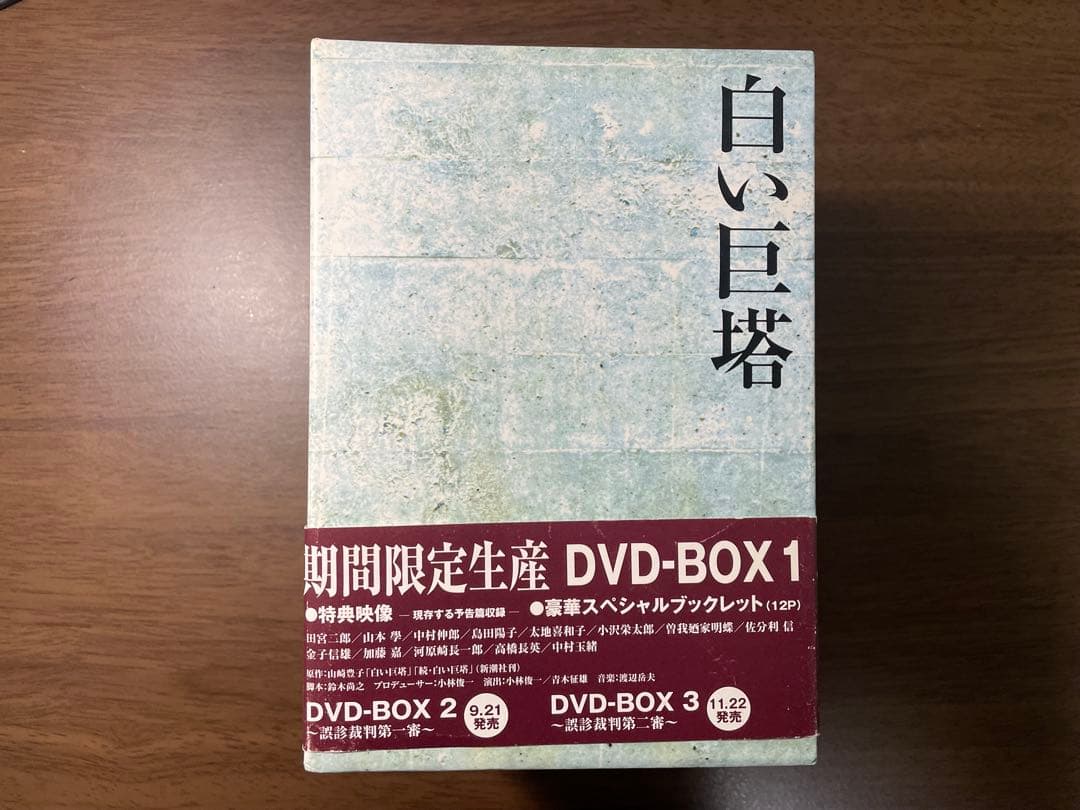 白い巨塔
期間限定生産 DVD-BOX 1
●特典映像 ─現存する予告篇収録─ ●豪華スペシャルブックレット(12P)
田宮二郎/山本 學/中村伸郎/島田陽子/太地喜和子/小沢栄太郎/曽我廼家明蝶/佐分利 信
金子信雄/加藤 嘉/河原崎長一郎/高橋長英/中村玉緒
原作:山崎豊子「白い巨塔」「続・白い巨塔」(新潮社刊)
脚本:鈴木尚之 プロデューサー:小林俊一 演出:小林俊一/青木征雄 音楽:渡辺岳夫
DVD-BOX 2 9.21発売 DVD-BOX 3 11.22発売
~誤診裁判第一審~ ~誤診裁判第二審~